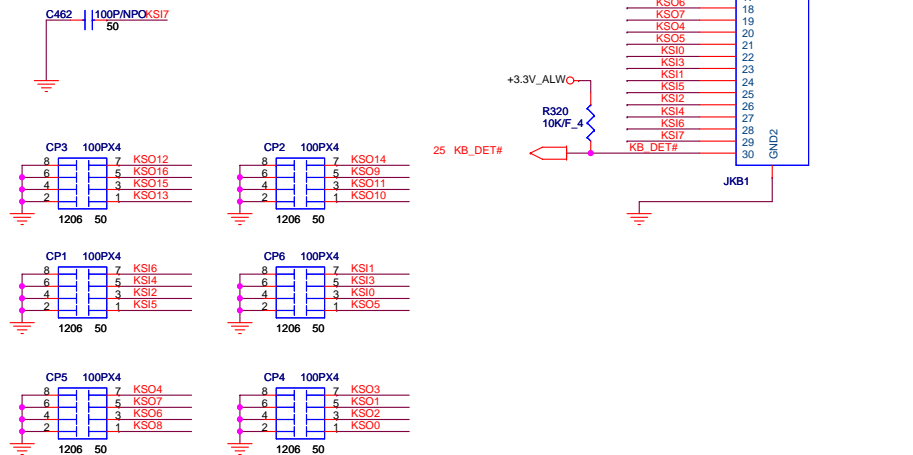 C462 100P/NPO KSI7
50
KSO6 18
KSO7 19
KSO4 20
KSO5 21
KSI0 22
KSI3 23
KSI1 24
KSI5 25
KSI2 26
KSI4 27
KSI6 28
KSI7 29
KB_DET# 30
GND2
JKB1
+3.3V_ALW
R320
10K/F_4
25 KB_DET#
CP3 100PX4
8 7 KSO12
6 5 KSO16
4 3 KSO15
2 1 KSO13
1206 50
CP2 100PX4
8 7 KSO14
6 5 KSO9
4 3 KSO11
2 1 KSO10
1206 50
CP1 100PX4
8 7 KSI6
6 5 KSI4
4 3 KSI2
2 1 KSI5
1206 50
CP6 100PX4
8 7 KSI1
6 5 KSI3
4 3 KSI0
2 1 KSO5
1206 50
CP5 100PX4
8 7 KSO4
6 5 KSO7
4 3 KSO6
2 1 KSO8
1206 50
CP4 100PX4
8 7 KSO3
6 5 KSO1
4 3 KSO2
2 1 KSO0
1206 50